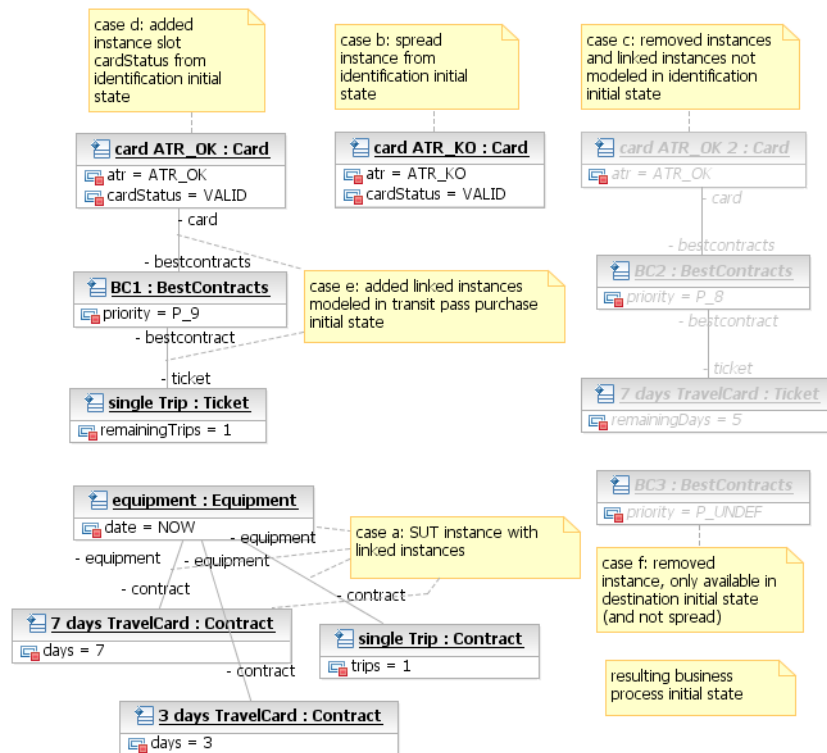 case d: added
instance slot
cardStatus from
identification initial
state
case b: spread
instance from
identification initial
state
case c: removed instances
and linked instances not
modeled in identification
initial state
card ATR_OK : Card
atr = ATR_OK
cardStatus = VALID
card ATR_KO : Card
atr = ATR_KO
cardStatus = VALID
card ATR_OK 2 : Card
atr = ATR_OK
- card
- bestcontracts
- card
- bestcontracts
BC1 : BestContracts
priority = P_9
case e: added linked instances
modeled in transit pass purchase
initial state
BC2 : BestContracts
priority = P_8
- bestcontract
- ticket
- bestcontract
- ticket
single Trip : Ticket
remainingTrips = 1
7 days TravelCard : Ticket
remainingDays = 5
equipment : Equipment
date = NOW
case a: SUT instance with
linked instances
BC3 : BestContracts
priority = P_UNDEF
- equipment
- equipment
- equipment
- contract
- contract
- contract
case f: removed
instance, only available in
destination initial state
(and not spread)
7 days TravelCard : Contract
days = 7
single Trip : Contract
trips = 1
3 days TravelCard : Contract
days = 3
resulting business
process initial state